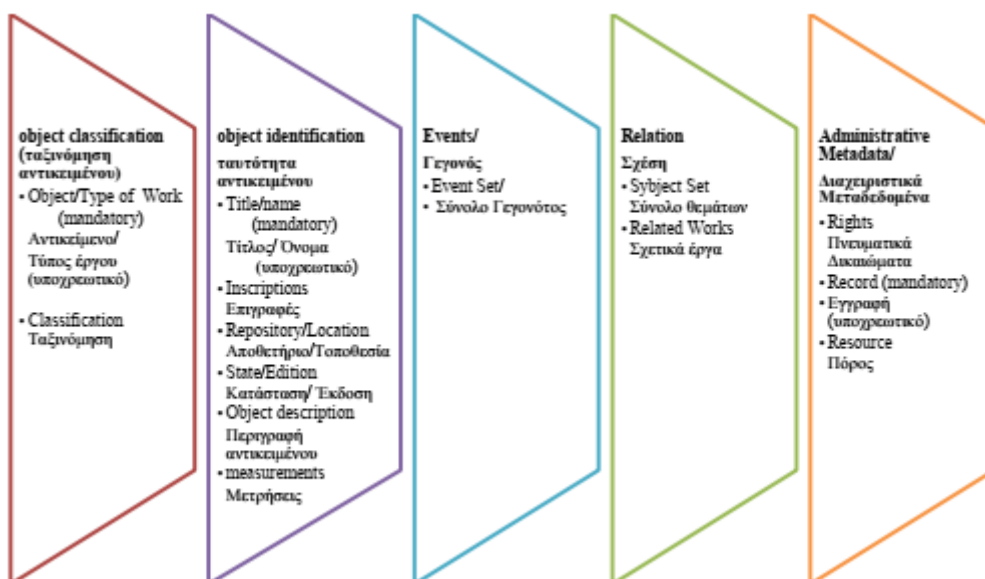 object classification
(ταξινόμηση
αντικειμένου)
▪ Object/Type of Work
(mandatory)
Αντικείμενο/
Τύπος έργου
(υποχρεωτικό)
▪ Classification
Ταξινόμηση
object identification
ταυτότητα
αντικειμένου
▪ Title/name
(mandatory)
Τίτλος/ Όνομα
(υποχρεωτικό)
▪ Inscriptions
Επιγραφές
▪ Repository/Location
Αποθετήριο/Τοποθεσία
▪ State/Edition
Κατάσταση/ Έκδοση
▪ Object description
Περιγραφή
αντικειμένου
▪ measurements
Μετρήσεις
Events/
Γεγονός
▪ Event Set/
▪ Σύνολο Γεγονότος
Relation
Σχέση
▪ Sybject Set
Σύνολο θεμάτων
▪ Related Works
Σχετικά έργα
Administrative
Metadata/
Διαχειριστικά
Μεταδεδομένα
▪ Rights
Πνευματικά
Δικαιώματα
▪ Record (mandatory)
▪ Εγγραφή
(υποχρεωτικό)
▪ Resource
Πόρος